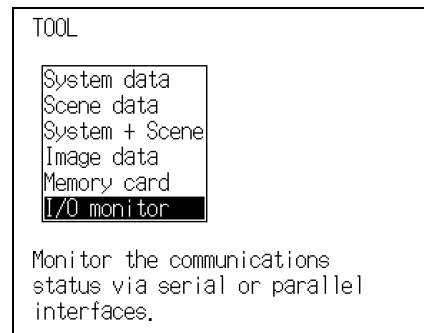 TOOL
System data
Scene data
System + Scene
Image data
Memory card
I/O monitor
Monitor the communications
status via serial or parallel
interfaces.